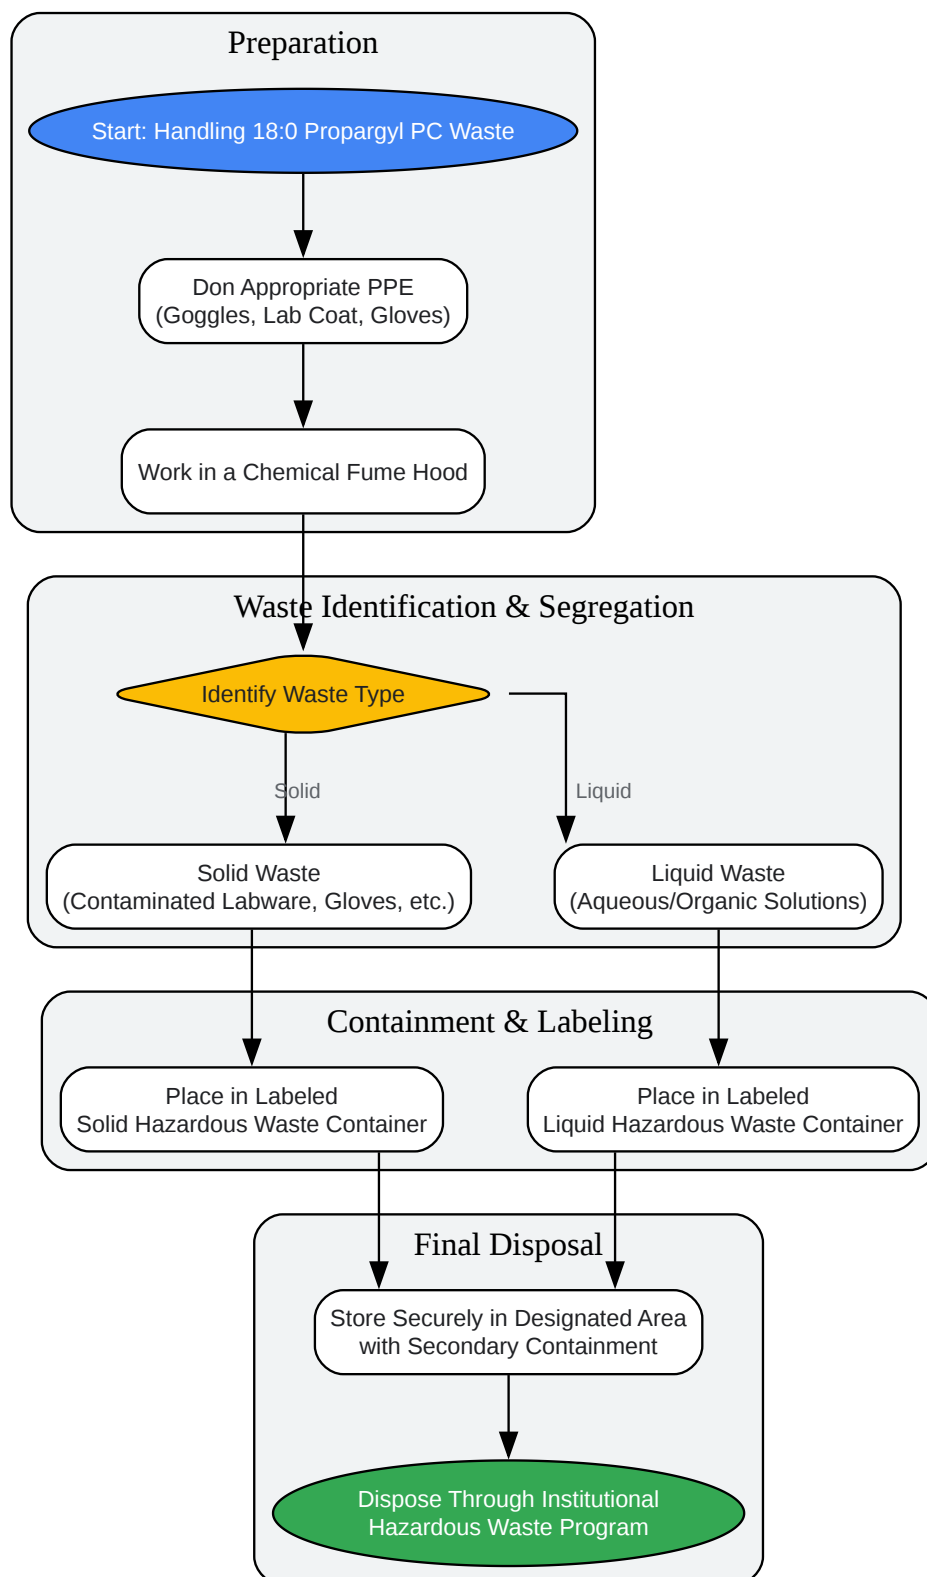 Preparation
Start: Handling 18:0 Propargyl PC Waste
Don Appropriate PPE
(Goggles, Lab Coat, Gloves)
Work in a Chemical Fume Hood
Waste Identification & Segregation
Identify Waste Type
Solid
Liquid
Solid Waste
(Contaminated Labware, Gloves, etc.)
Liquid Waste
(Aqueous/Organic Solutions)
Containment & Labeling
Place in Labeled
Solid Hazardous Waste Container
Place in Labeled
Liquid Hazardous Waste Container
Final Disposal
Store Securely in Designated Area
with Secondary Containment
Dispose Through Institutional
Hazardous Waste Program